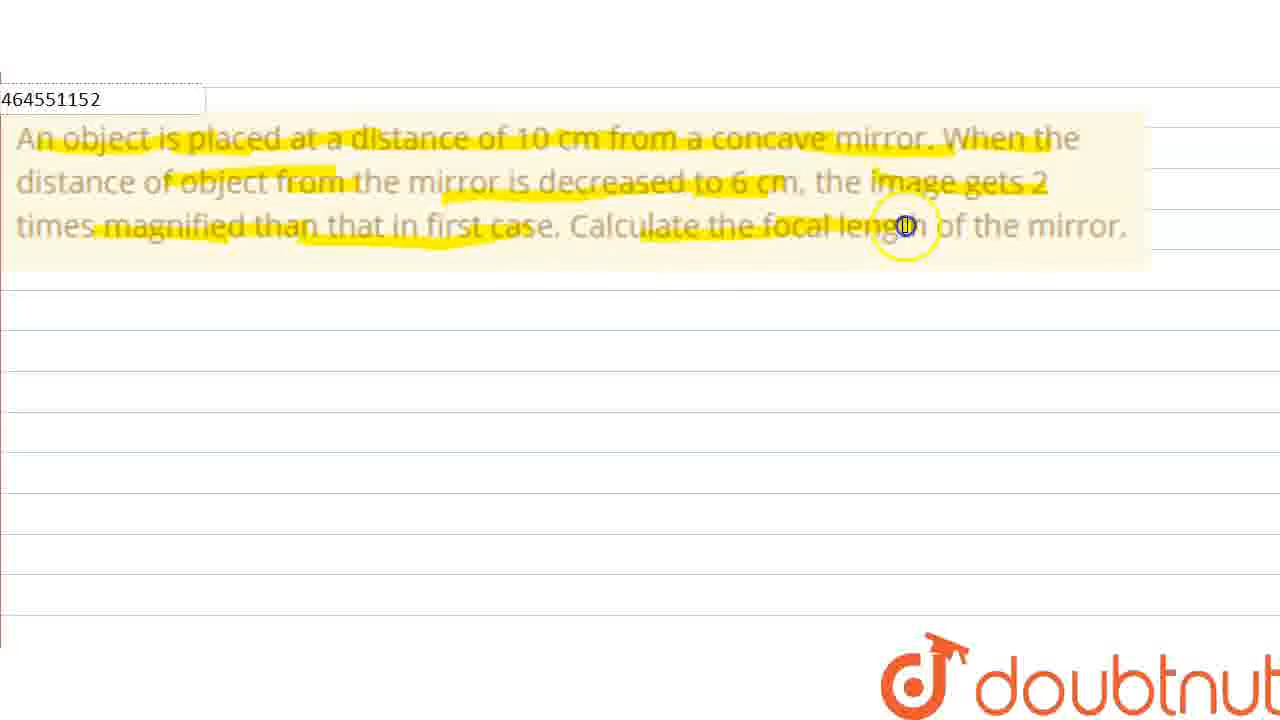 464551152
An object is placed at a distance of 10 cm from a concave mirror. When the
distance of object from the mirror is decreased to 6 cm, the image gets 2
times magnified than that in first case. Calculate the focal length of the mirror.
doubtnut